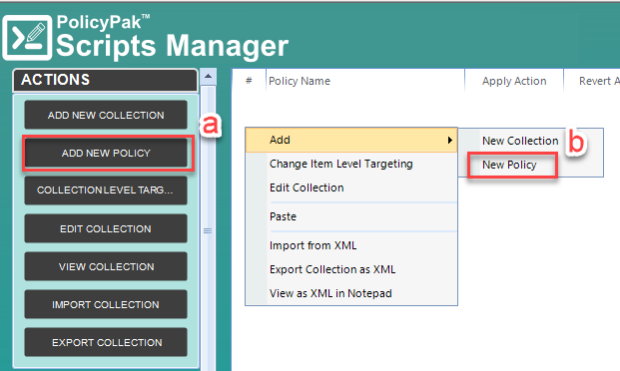 PolicyPak™
Scripts Manager
ACTIONS
ADD NEW COLLECTION
a
ADD NEW POLICY
COLLECTION LEVEL TARG...
EDIT COLLECTION
VIEW COLLECTION
IMPORT COLLECTION
EXPORT COLLECTION
# Policy Name Apply Action Revert A
Add
Change Item Level Targeting
Edit Collection
Paste
Import from XML
Export Collection as XML
View as XML in Notepad
New Collection
b
New Policy